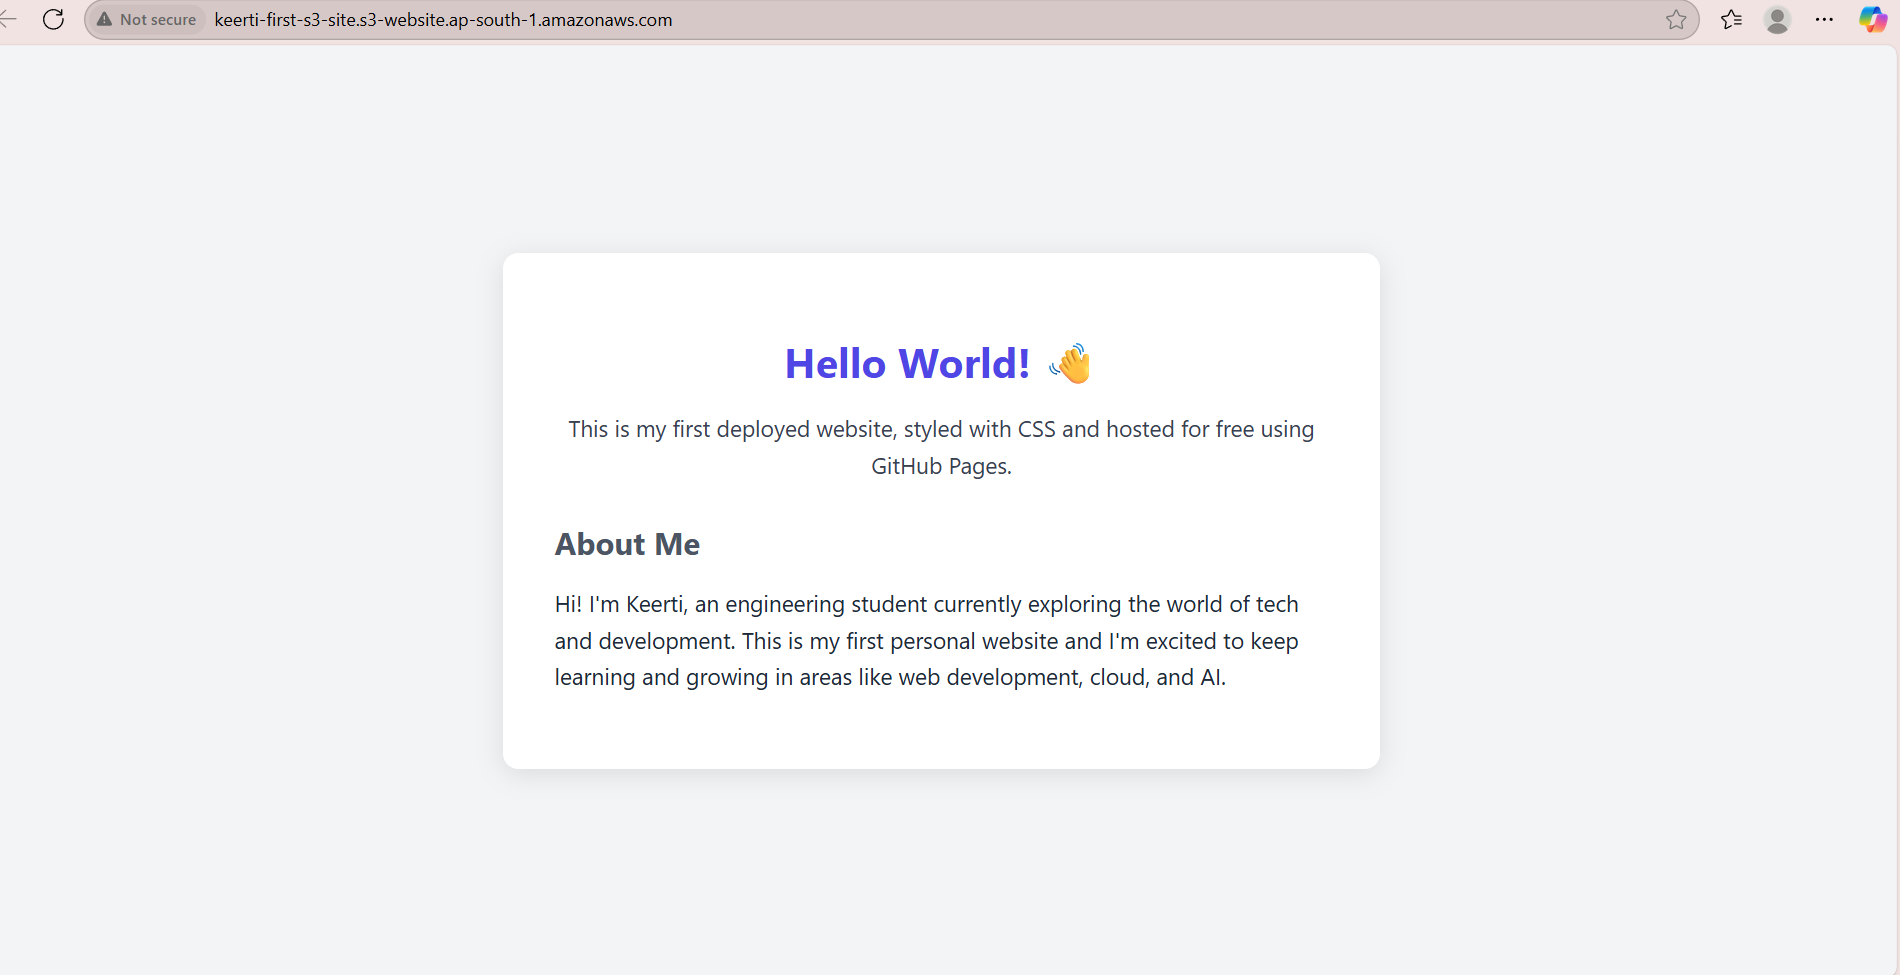 Not secure keerti-first-s3-site.s3-website.ap-south-1.amazonaws.com
Hello World! 👋
This is my first deployed website, styled with CSS and hosted for free using
GitHub Pages.
About Me
Hi! I'm Keerti, an engineering student currently exploring the world of tech
and development. This is my first personal website and I'm excited to keep
learning and growing in areas like web development, cloud, and AI.